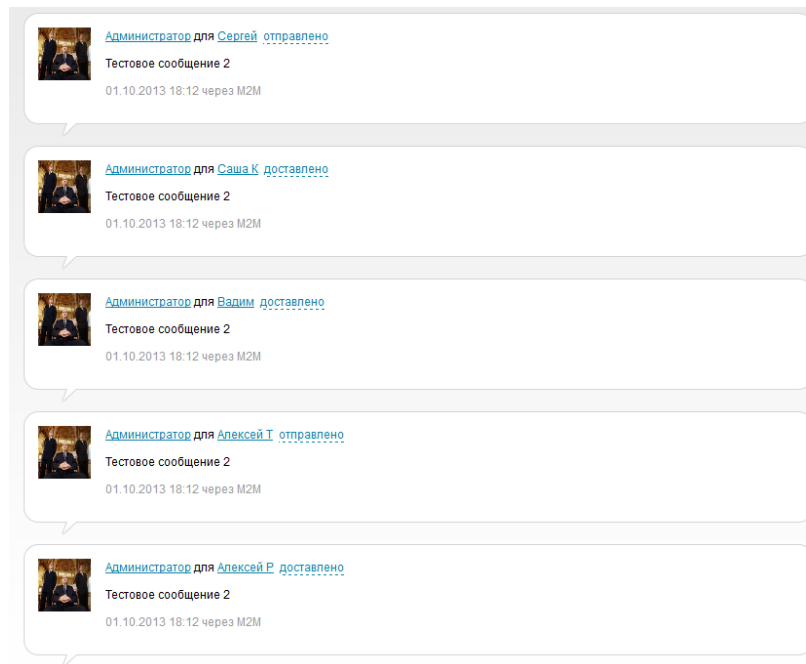 Администратор для Сергей отправлено
Тестовое сообщение 2
01.10.2013 18:12 через M2M
Администратор для Саша К доставлено
Тестовое сообщение 2
01.10.2013 18:12 через M2M
Администратор для Вадим доставлено
Тестовое сообщение 2
01.10.2013 18:12 через M2M
Администратор для Алексей Т отправлено
Тестовое сообщение 2
01.10.2013 18:12 через M2M
Администратор для Алексей Р доставлено
Тестовое сообщение 2
01.10.2013 18:12 через M2M